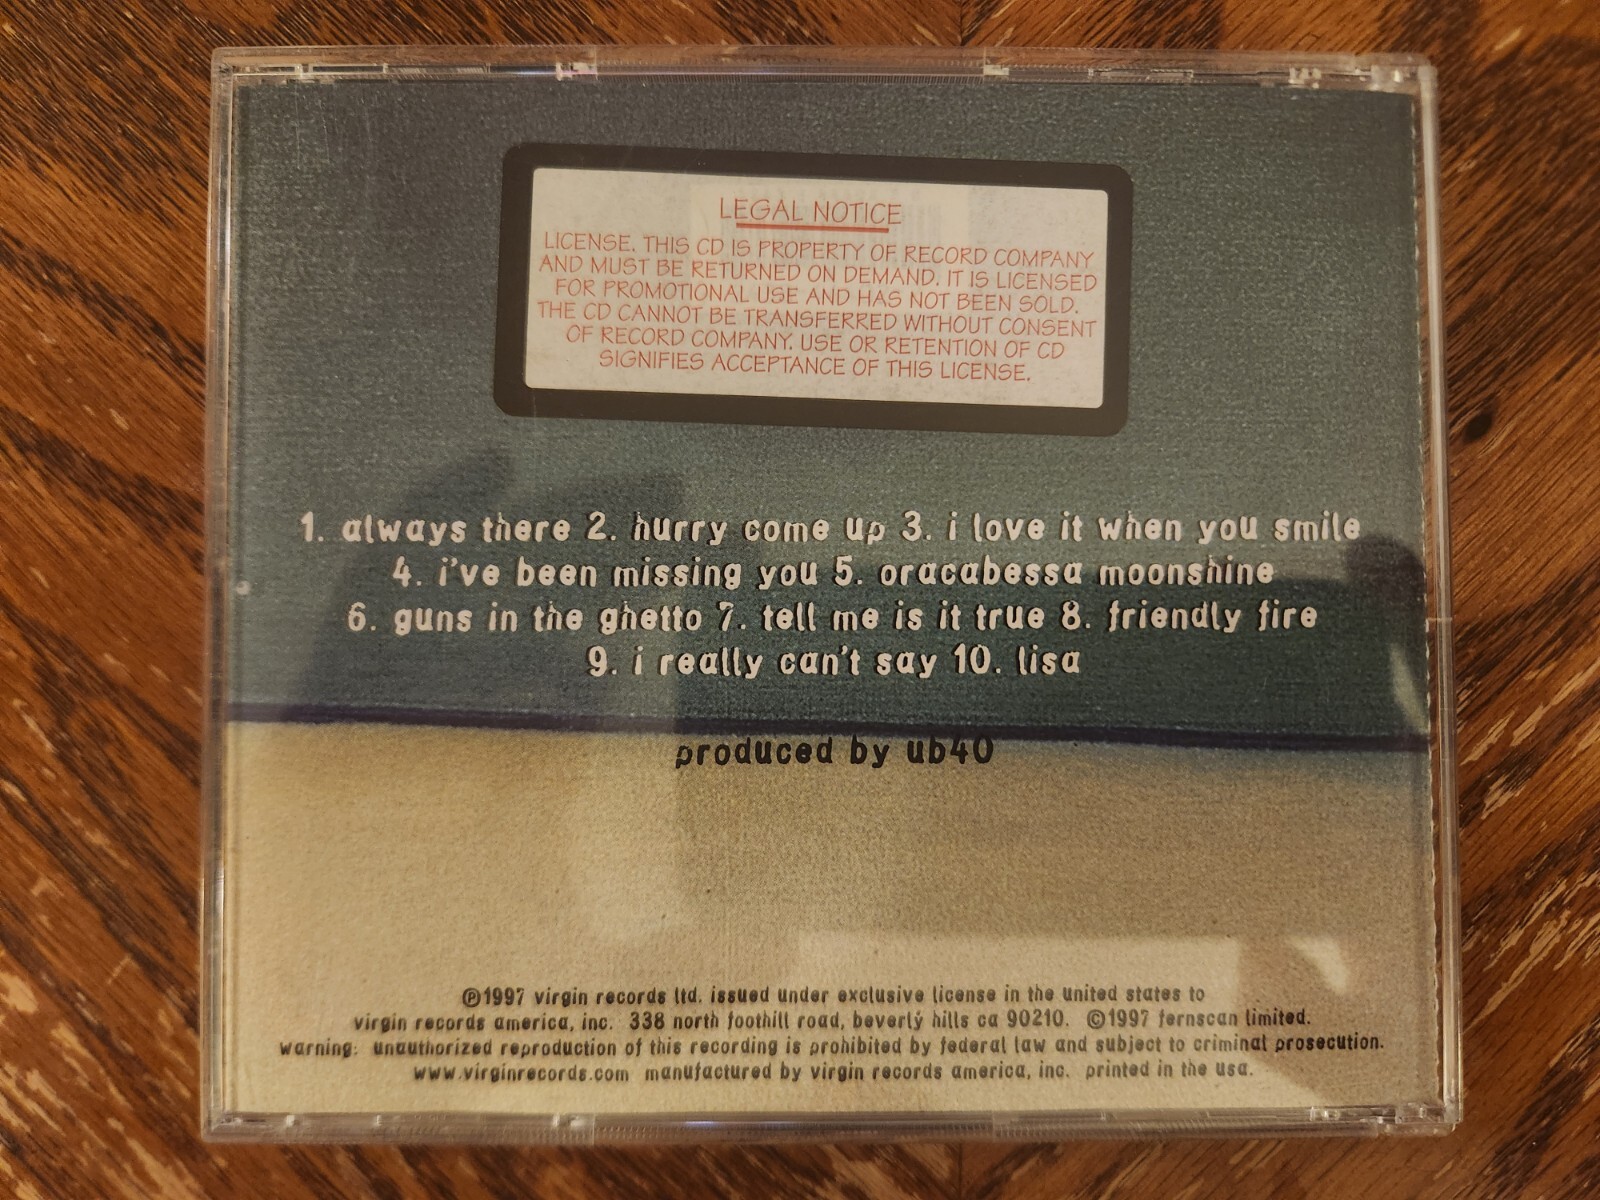 LEGAL NOTICE
LICENSE. THIS CD IS PROPERTY OF RECORD COMPANY
AND MUST BE RETURNED ON DEMAND. IT IS LICENSED
FOR PROMOTIONAL USE AND HAS NOT BEEN SOLD.
THE CD CANNOT BE TRANSFERRED WITHOUT CONSENT
OF RECORD COMPANY. USE OR RETENTION OF CD
SIGNIFIES ACCEPTANCE OF THIS LICENSE.
1. always there 2. hurry come up 3. i love it when you smile
4. i've been missing you 5. oracabessa moonshine
6. guns in the ghetto 7. tell me is it true 8. friendly fire
9. i really can't say 10. lisa
produced by ub40
℗1997 virgin records ltd. issued under exclusive license in the united states to
virgin records america, inc. 338 north foothill road, beverly hills ca 90210. ©1997 fernscan limited.
warning: unauthorized reproduction of this recording is prohibited by federal law and subject to criminal prosecution.
www.virginrecords.com manufactured by virgin records america, inc. printed in the usa.